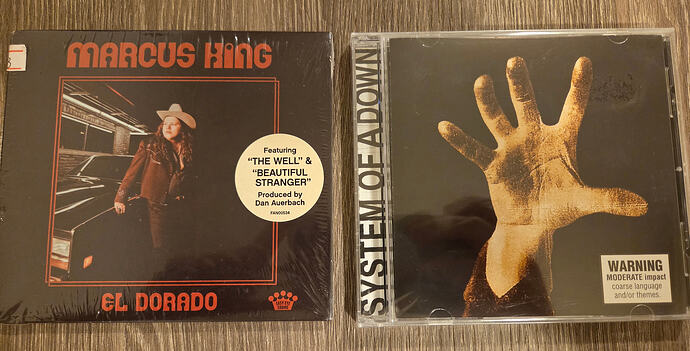 MARCUS KING
Featuring
"THE WELL" &
"BEAUTIFUL
STRANGER"
Produced by
Dan Auerbach
FAN00534
EL DORADO
SYSTEM OF A DOWN
WARNING
MODERATE impact
coarse language
and/or themes.